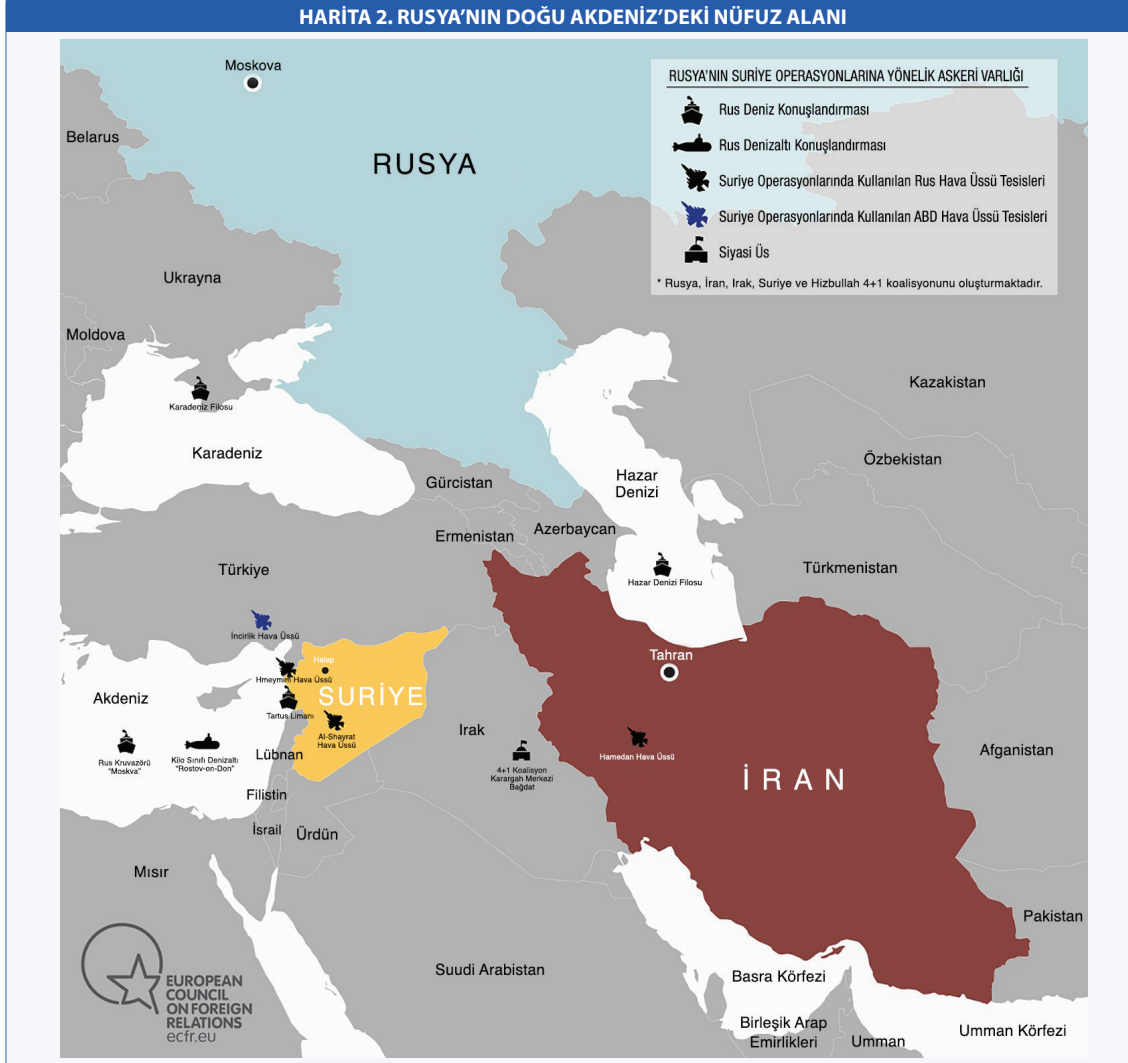 HARİTA 2. RUSYA’NIN DOĞU AKDENİZ’DEKİ NÜFUZ ALANI
Moskova
RUSYA’NIN SURİYE OPERASYONLARINA YÖNELİK ASKERİ VARLIĞI
Rus Deniz Konuşlandırması
Rus Denizaltı Konuşlandırması
Suriye Operasyonlarında Kullanılan Rus Hava Üssü Tesisleri
Suriye Operasyonlarında Kullanılan ABD Hava Üssü Tesisleri
Siyasi Üs
* Rusya, İran, Irak, Suriye ve Hizbullah 4+1 koalisyonunu oluşturmaktadır.
Belarus
RUSYA
Ukrayna
Moldova
Karadeniz Filosu
Kazakistan
Karadeniz
Özbekistan
Hazar
Denizi
Gürcistan
Ermenistan
Azerbaycan
Türkiye
Hazar Denizi Filosu
Türkmenistan
İncirlik Hava Üssü
Halep
Tahran
Hmeymim Hava Üssü
SURİYE
Akdeniz
Tartus Limanı
Al-Shayrat
Hava Üssü
Irak
Lübnan
Rus Kruvazörü
"Moskva"
Kilo Sınıfı Denizaltı
"Rostov-on-Don"
4+1 Koalisyon
Karargah Merkezi
Bağdat
Hamedan Hava Üssü
Afganistan
İRAN
Filistin
İsrail
Ürdün
Mısır
Pakistan
Suudi Arabistan
Basra Körfezi
EUROPEAN
COUNCIL
ON FOREIGN
RELATIONS
ecfr.eu
Birleşik Arap
Emirlikleri
Umman
Umman Körfezi